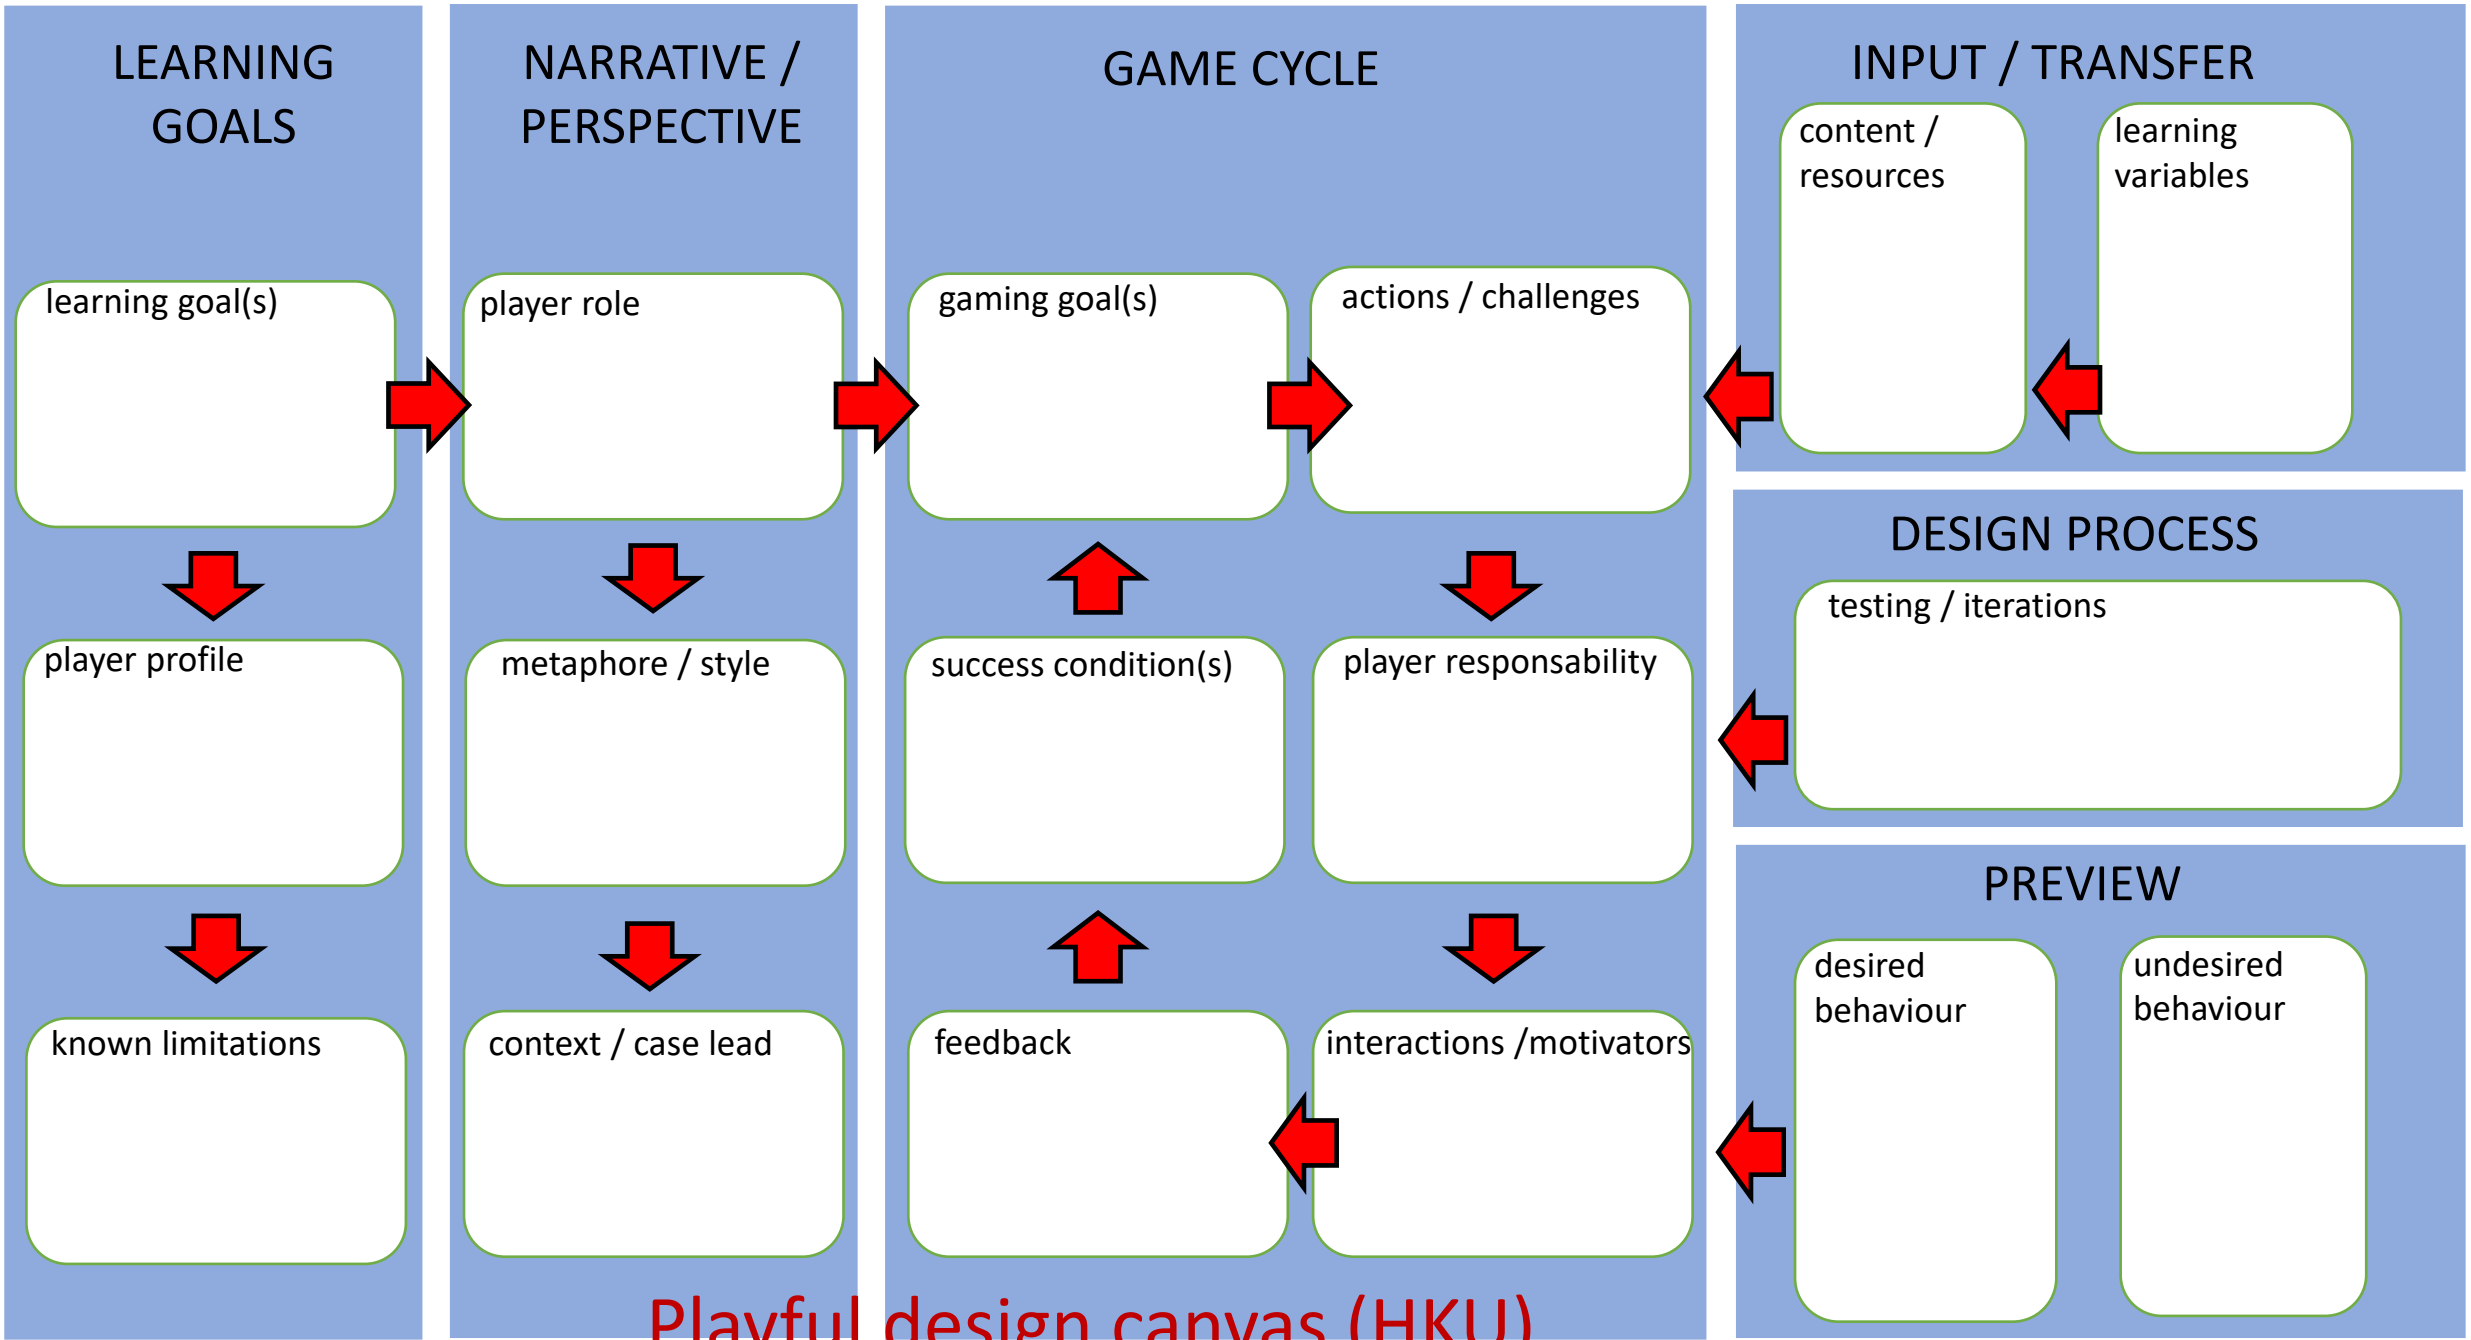 LEARNING
GOALS
learning goal(s)
player profile
known limitations
NARRATIVE /
PERSPECTIVE
player role
metaphore / style
context / case lead
GAME CYCLE
gaming goal(s)
actions / challenges
success condition(s)
player responsability
feedback
interactions /motivators
INPUT / TRANSFER
content /
resources
learning
variables
DESIGN PROCESS
testing / iterations
PREVIEW
desired
behaviour
undesired
behaviour
Playful design canvas (HKU)